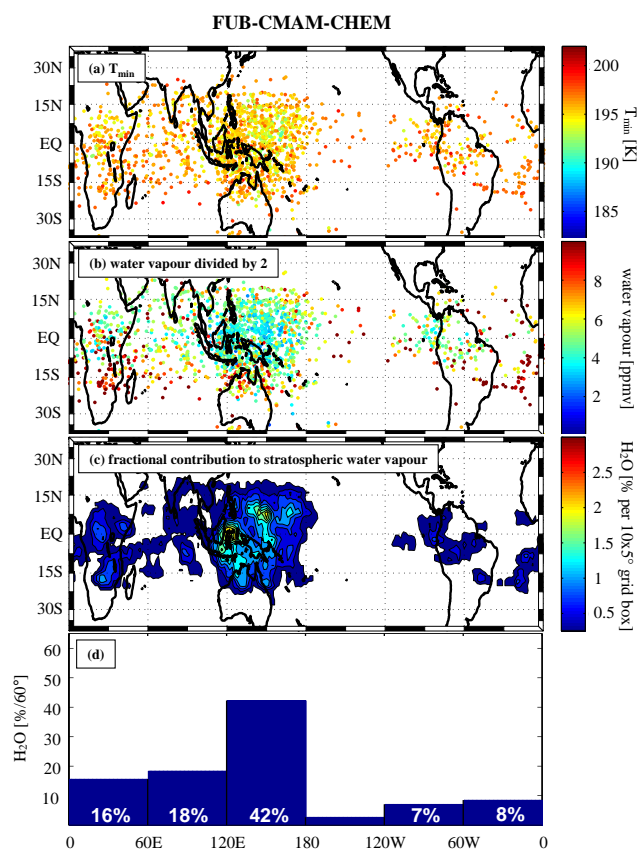 FUB-CMAM-CHEM
30N
15N
EQ
15S
30S
(a) Tmin
200
195
190
185
Tmin [K]
30N
15N
EQ
15S
30S
(b) water vapour divided by 2
8
6
4
2
water vapour [ppmv]
30N
15N
EQ
15S
30S
(c) fractional contribution to stratospheric water vapour
2.5
2
1.5
1
0.5
H2O [% per 10x5° grid box]
60
50
40
30
20
10
H2O [%/60°]
(d)
16% 18% 42% 7% 8%
0 60E 120E 180 120W 60W 0